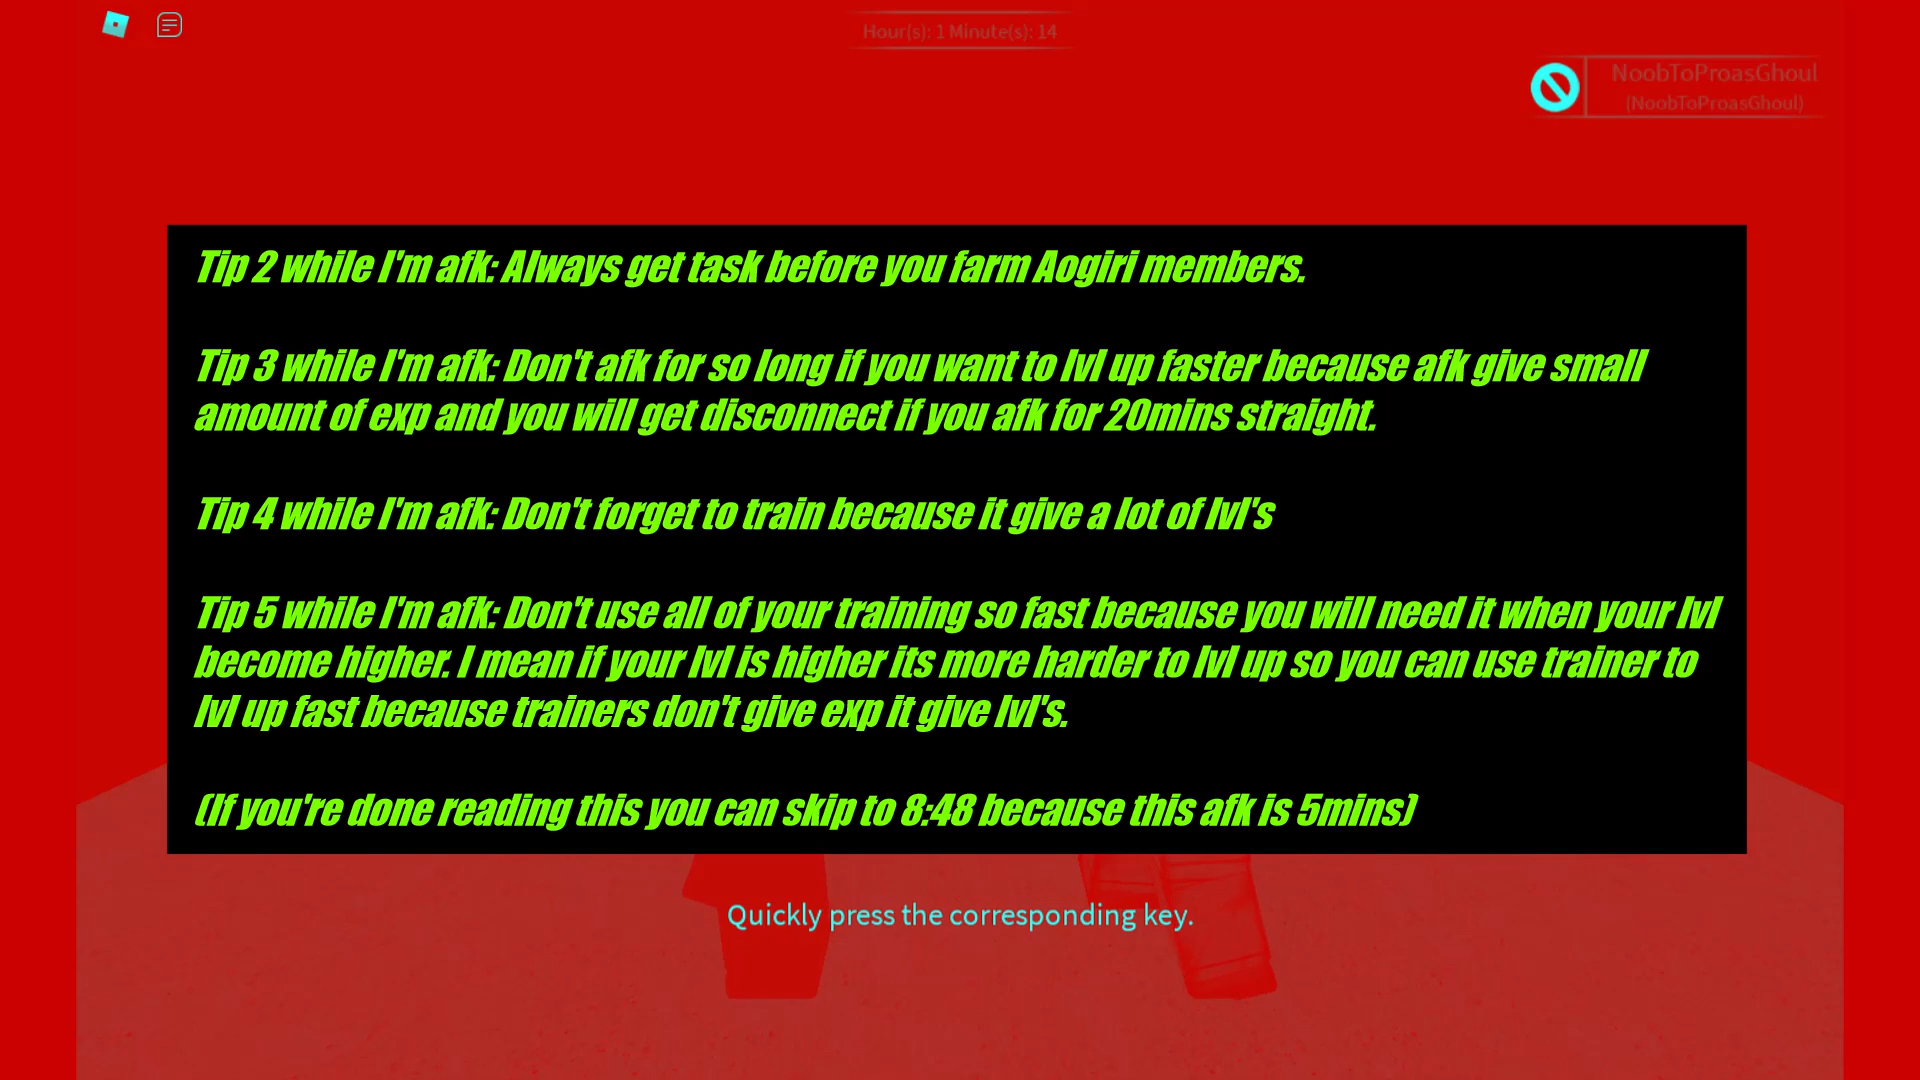 Hour(s): 1 Minute(s): 14
NoobToProasGhoul
(NoobToProasGhoul)
Tip 2 while I'm afk: Always get task before you farm Aogiri members.
Tip 3 while I'm afk: Don't afk for so long if you want to lvl up faster because afk give small
amount of exp and you will get disconnect if you afk for 20mins straight.
Tip 4 while I'm afk: Don't forget to train because it give a lot of lvl's
Tip 5 while I'm afk: Don't use all of your training so fast because you will need it when your lvl
become higher. I mean if your lvl is higher its more harder to lvl up so you can use trainer to
lvl up fast because trainers don't give exp it give lvl's.
(If you're done reading this you can skip to 8:48 because this afk is 5mins)
Quickly press the corresponding key.